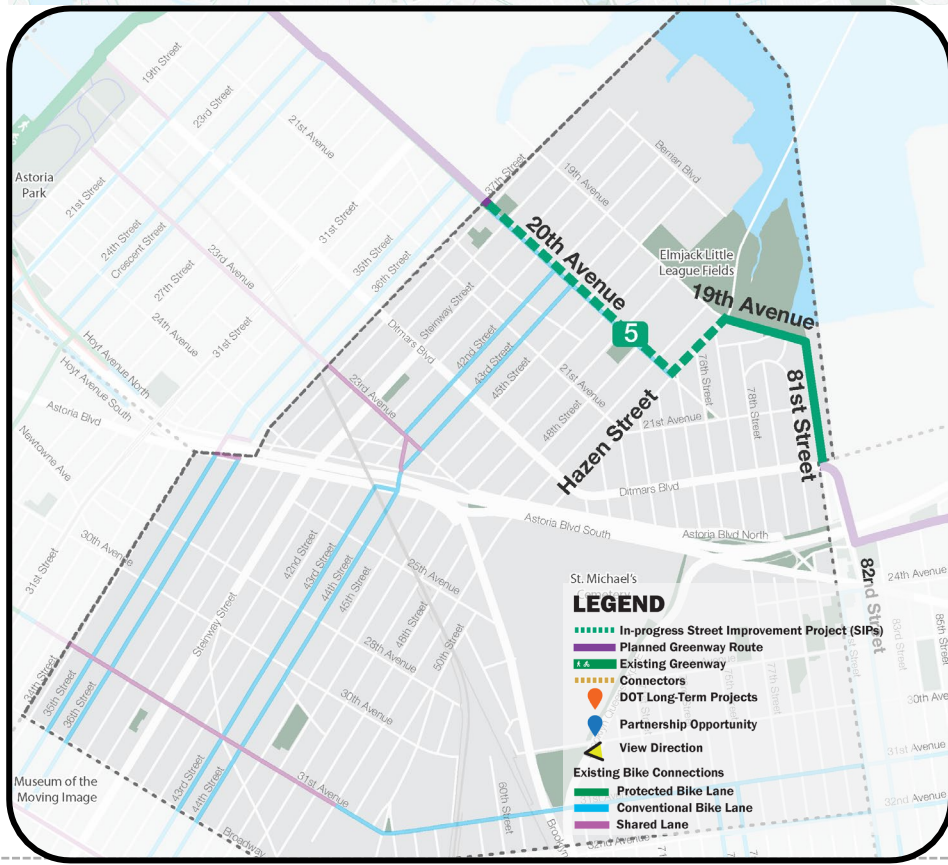 19th Street
23rd Street
21st Avenue
37th Street
19th Avenue
Berrian Blvd
Astoria
Park
21st Street
24th Street
Crescent Street
27th Street
24th Avenue
23rd Avenue
31st Street
31st Street
35th Street
36th Street
Steinway Street
Ditmars Blvd
20th Avenue
5
Elmjack Little
League Fields
19th Avenue
Hoyt Avenue North
Hoyt Avenue South
Astoria Blvd
Newtowne Ave
23rd Avenue
42nd Street
43rd Street
45th Street
48th Street
21st Avenue
Hazen Street
21st Avenue
76th Street
78th Street
81st Street
Ditmars Blvd
Astoria Blvd South
Astoria Blvd North
82nd Street
24th Avenue
83rd Street
85th Street
30th Ave
31st Avenue
32nd Avenue
30th Avenue
31st Street
Steinway Street
42nd Street
43rd Street
44th Street
45th Street
25th Avenue
48th Street
28th Avenue
50th Street
30th Avenue
34th Street
35th Street
36th Street
Museum of the
Moving Image
43rd Street
44th Street
31st Avenue
Broadway
60th Street
32nd Avenue
77th Street
St. Michael's
LEGEND
In-progress Street Improvement Project (SIPs)
Planned Greenway Route
Existing Greenway
Connectors
DOT Long-Term Projects
Partnership Opportunity
View Direction
Existing Bike Connections
Protected Bike Lane
Conventional Bike Lane
Shared Lane